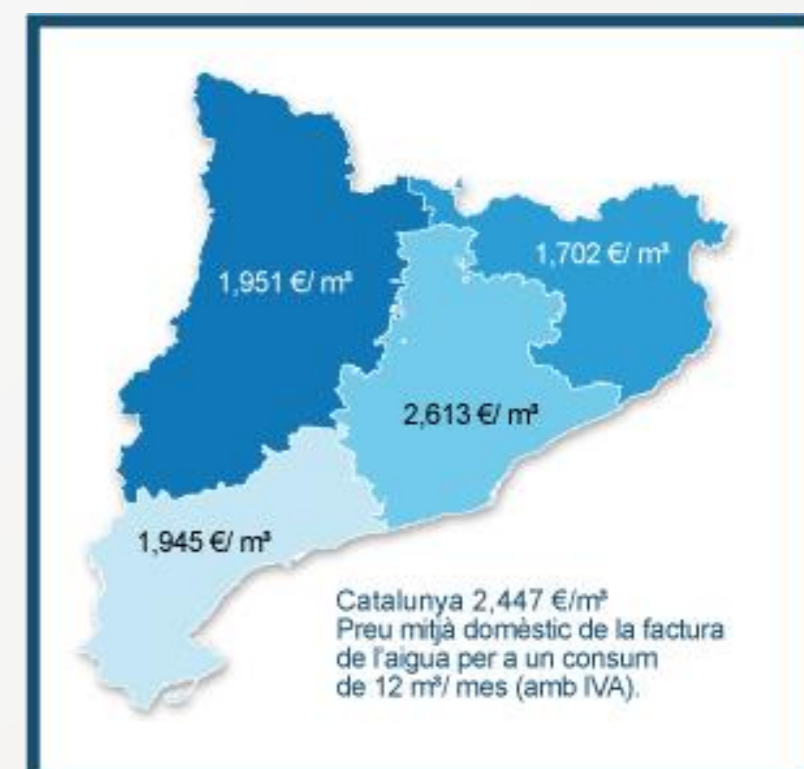 1,702 €/ m³
1,951 €/ m³
2,613 €/ m³
1,945 €/ m³
Catalunya 2,447 €/m³
Preu mitjà domèstic de la factura
de l'aigua per a un consum
de 12 m³/ mes (amb IVA).